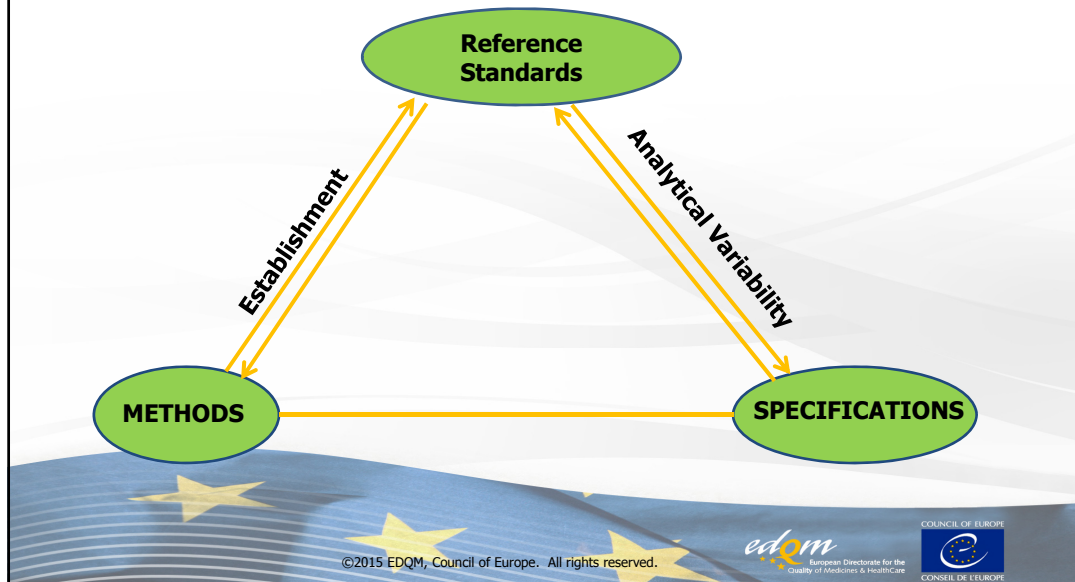 Reference
Standards
Establishment
Analytical Variability
METHODS
SPECIFICATIONS
©2015 EDQM, Council of Europe. All rights reserved.
edqm
European Directorate for the
Quality of Medicines & HealthCare
COUNCIL OF EUROPE
CONSEIL DE L'EUROPE